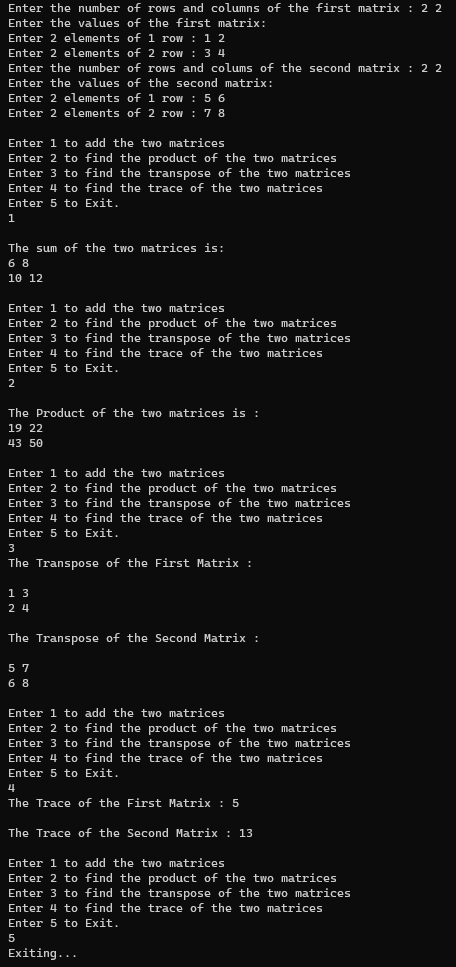 Enter the number of rows and columns of the first matrix : 2 2
Enter the values of the first matrix:
Enter 2 elements of 1 row : 1 2
Enter 2 elements of 2 row : 3 4
Enter the number of rows and colums of the second matrix : 2 2
Enter the values of the second matrix:
Enter 2 elements of 1 row : 5 6
Enter 2 elements of 2 row : 7 8
Enter 1 to add the two matrices
Enter 2 to find the product of the two matrices
Enter 3 to find the transpose of the two matrices
Enter 4 to find the trace of the two matrices
Enter 5 to Exit.
1
The sum of the two matrices is:
6 8
10 12
Enter 1 to add the two matrices
Enter 2 to find the product of the two matrices
Enter 3 to find the transpose of the two matrices
Enter 4 to find the trace of the two matrices
Enter 5 to Exit.
2
The Product of the two matrices is :
19 22
43 50
Enter 1 to add the two matrices
Enter 2 to find the product of the two matrices
Enter 3 to find the transpose of the two matrices
Enter 4 to find the trace of the two matrices
Enter 5 to Exit.
3
The Transpose of the First Matrix :
1 3
2 4
The Transpose of the Second Matrix :
5 7
6 8
Enter 1 to add the two matrices
Enter 2 to find the product of the two matrices
Enter 3 to find the transpose of the two matrices
Enter 4 to find the trace of the two matrices
Enter 5 to Exit.
4
The Trace of the First Matrix : 5
The Trace of the Second Matrix : 13
Enter 1 to add the two matrices
Enter 2 to find the product of the two matrices
Enter 3 to find the transpose of the two matrices
Enter 4 to find the trace of the two matrices
Enter 5 to Exit.
5
Exiting...